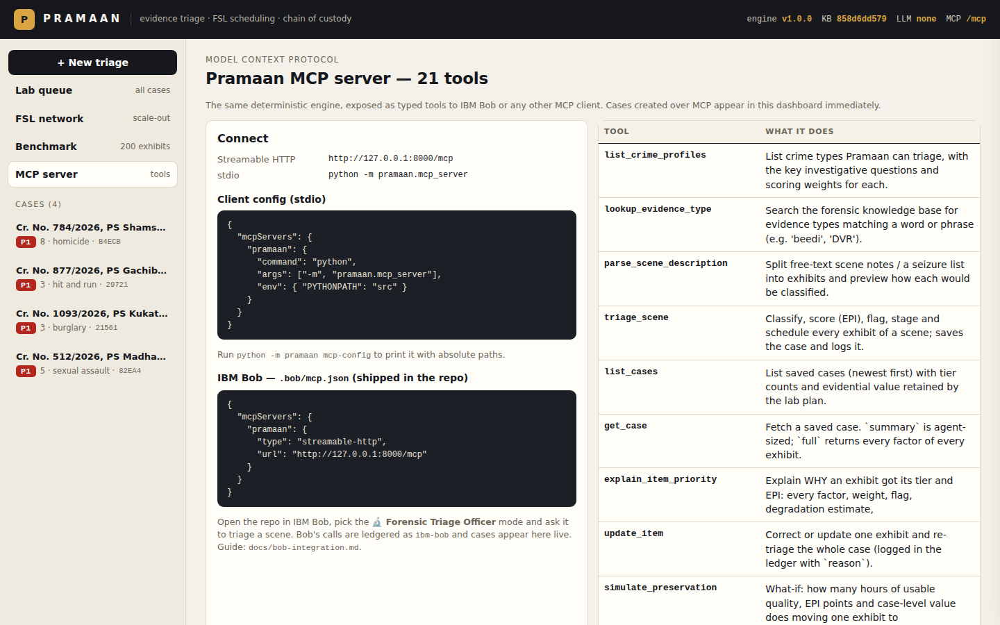 P PRAMAAN evidence triage · FSL scheduling · chain of custody
engine v1.0.0 KB 858d6dd579 LLM none MCP /mcp
+ New triage
Lab queue all cases
FSL network scale-out
Benchmark 200 exhibits
MCP server tools
CASES (4)
Cr. No. 784/2026, PS Shams…
P1 8 · homicide · B4ECB
Cr. No. 877/2026, PS Gachib…
P1 3 · hit and run · 29721
Cr. No. 1093/2026, PS Kukat…
P1 3 · burglary · 21561
Cr. No. 512/2026, PS Madha…
P1 5 · sexual assault · 82EA4
MODEL CONTEXT PROTOCOL
Pramaan MCP server — 21 tools
The same deterministic engine, exposed as typed tools to IBM Bob or any other MCP client. Cases created over MCP appear in this dashboard immediately.
Connect
Streamable HTTP http://127.0.0.1:8000/mcp
stdio python -m pramaan.mcp_server
Client config (stdio)
{
"mcpServers": {
"pramaan": {
"command": "python",
"args": ["-m", "pramaan.mcp_server"],
"env": { "PYTHONPATH": "src" }
}
}
}
Run python -m pramaan mcp-config to print it with absolute paths.
IBM Bob — .bob/mcp.json (shipped in the repo)
{
"mcpServers": {
"pramaan": {
"type": "streamable-http",
"url": "http://127.0.0.1:8000/mcp"
}
}
}
Open the repo in IBM Bob, pick the 🔬 Forensic Triage Officer mode and ask it
to triage a scene. Bob's calls are ledgered as ibm-bob and cases appear here live.
Guide: docs/bob-integration.md.
TOOL WHAT IT DOES
list_crime_profiles List crime types Pramaan can triage, with
the key investigative questions and
scoring weights for each.
lookup_evidence_type Search the forensic knowledge base for
evidence types matching a word or phrase
(e.g. 'beedi', 'DVR').
parse_scene_description Split free-text scene notes / a seizure list
into exhibits and preview how each would
be classified.
triage_scene Classify, score (EPI), flag, stage and
schedule every exhibit of a scene; saves
the case and logs it.
list_cases List saved cases (newest first) with tier
counts and evidential value retained by
the lab plan.
get_case Fetch a saved case. `summary` is agent-
sized; `full` returns every factor of every
exhibit.
explain_item_priority Explain WHY an exhibit got its tier and
EPI: every factor, weight, flag,
degradation estimate,
update_item Correct or update one exhibit and re-
triage the whole case (logged in the
ledger with `reason`).
simulate_preservation What-if: how many hours of usable
quality, EPI points and case-level value
does moving one exhibit to